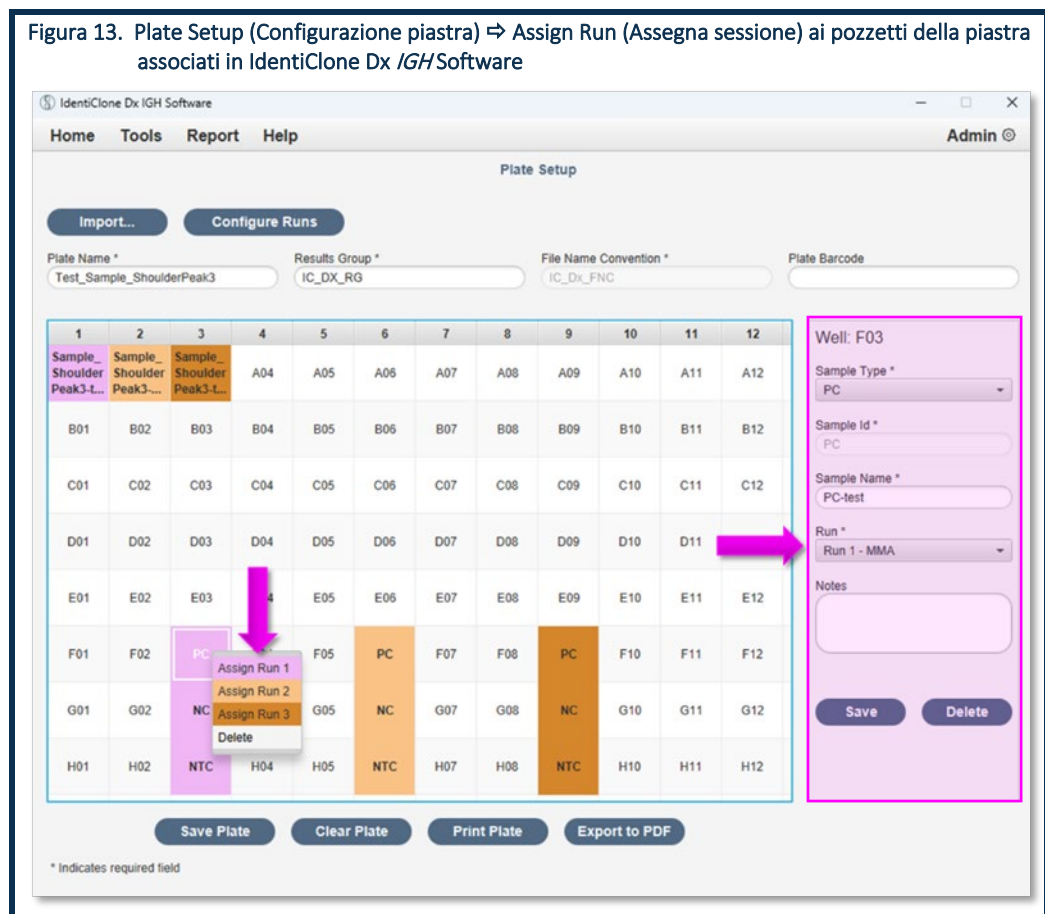 Figura 13. Plate Setup (Configurazione piastra) ⇨ Assign Run (Assegna sessione) ai pozzetti della piastra
associati in IdentiClone Dx IGH Software
IdentiClone Dx IGH Software
Home Tools Report Help Admin
Plate Setup
Import... Configure Runs
Plate Name * Results Group * File Name Convention * Plate Barcode
Test_Sample_ShoulderPeak3 IC_DX_RG IC_Dx_FNC
1 2 3 4 5 6 7 8 9 10 11 12
Sample_ Sample_ Sample_
Shoulder Shoulder Shoulder A04 A05 A06 A07 A08 A09 A10 A11 A12
Peak3-t... Peak3-... Peak3-t...
B01 B02 B03 B04 B05 B06 B07 B08 B09 B10 B11 B12
C01 C02 C03 C04 C05 C06 C07 C08 C09 C10 C11 C12
D01 D02 D03 D04 D05 D06 D07 D08 D09 D10 D11
E01 E02 E03 E05 E06 E07 E08 E09 E10 E11 E12
F01 F02 PC F05 PC F07 F08 PC F10 F11 F12
G01 G02 NC G05 NC G07 G08 NC G10 G11 G12
H01 H02 NTC H04 H05 NTC H07 H08 NTC H10 H11 H12
Assign Run 1
Assign Run 2
Assign Run 3
Delete
Well: F03
Sample Type *
PC
Sample Id *
PC
Sample Name *
PC-test
Run *
Run 1 - MMA
Notes
Save Delete
Save Plate Clear Plate Print Plate Export to PDF
* Indicates required field